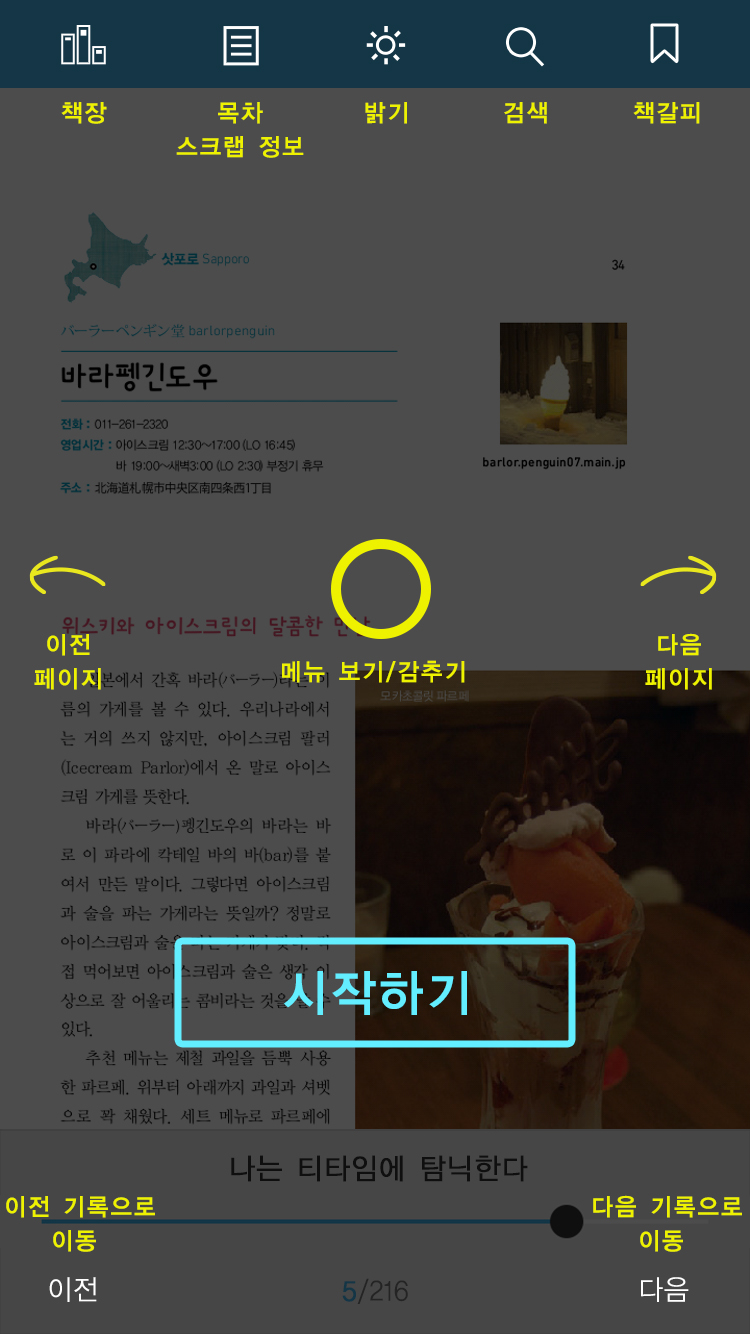 책장
목차
밝기
검색
책갈피
스크랩 정보
삿포로 Sapporo
34
バーラーペンギン堂 barlorpenguin
바라펭긴도우
전화 : 011-261-2320
영업시간 : 아이스크림 12:30~17:00 (LO 16:45)
바 19:00~새벽3:00 (LO 2:30) 부정기 휴무
주소 : 北海道札幌市中央区南四条西1丁目
barlor.penguin07.main.jp
위스키와 아이스크림의 달콤한
이전
페이지
메뉴 보기/감추기
다음
페이지
모카초콜릿 파르페
간혹 바라(バーラー)
름의 가게를 볼 수 있다. 우리나라에서
는 거의 쓰지 않지만, 아이스크림 팔러
(Icecream Parlor)에서 온 말로 아이스
크림 가게를 뜻한다.
바라(バーラー)펭긴도우의 바라는 바
로 이 파라에 칵테일 바의 바(bar)를 붙
여서 만든 말이다. 그렇다면 아이스크림
과 술을 파는 가게라는 뜻일까? 정말로
아이스크림과
접 먹어보면 아이스크림과 술은 생각 이
상으로 잘 어울리는 콤비라는 것을 알 수
있다.
시작하기
추천 메뉴는 제철 과일을 듬뿍 사용
한 파르페. 위부터 아래까지 과일과 셔벗
으로 꽉 채웠다. 세트 메뉴로 파르페에
나는 티타임에 탐닉한다
이전 기록으로
이동
다음 기록으로
이동
이전
5/216
다음